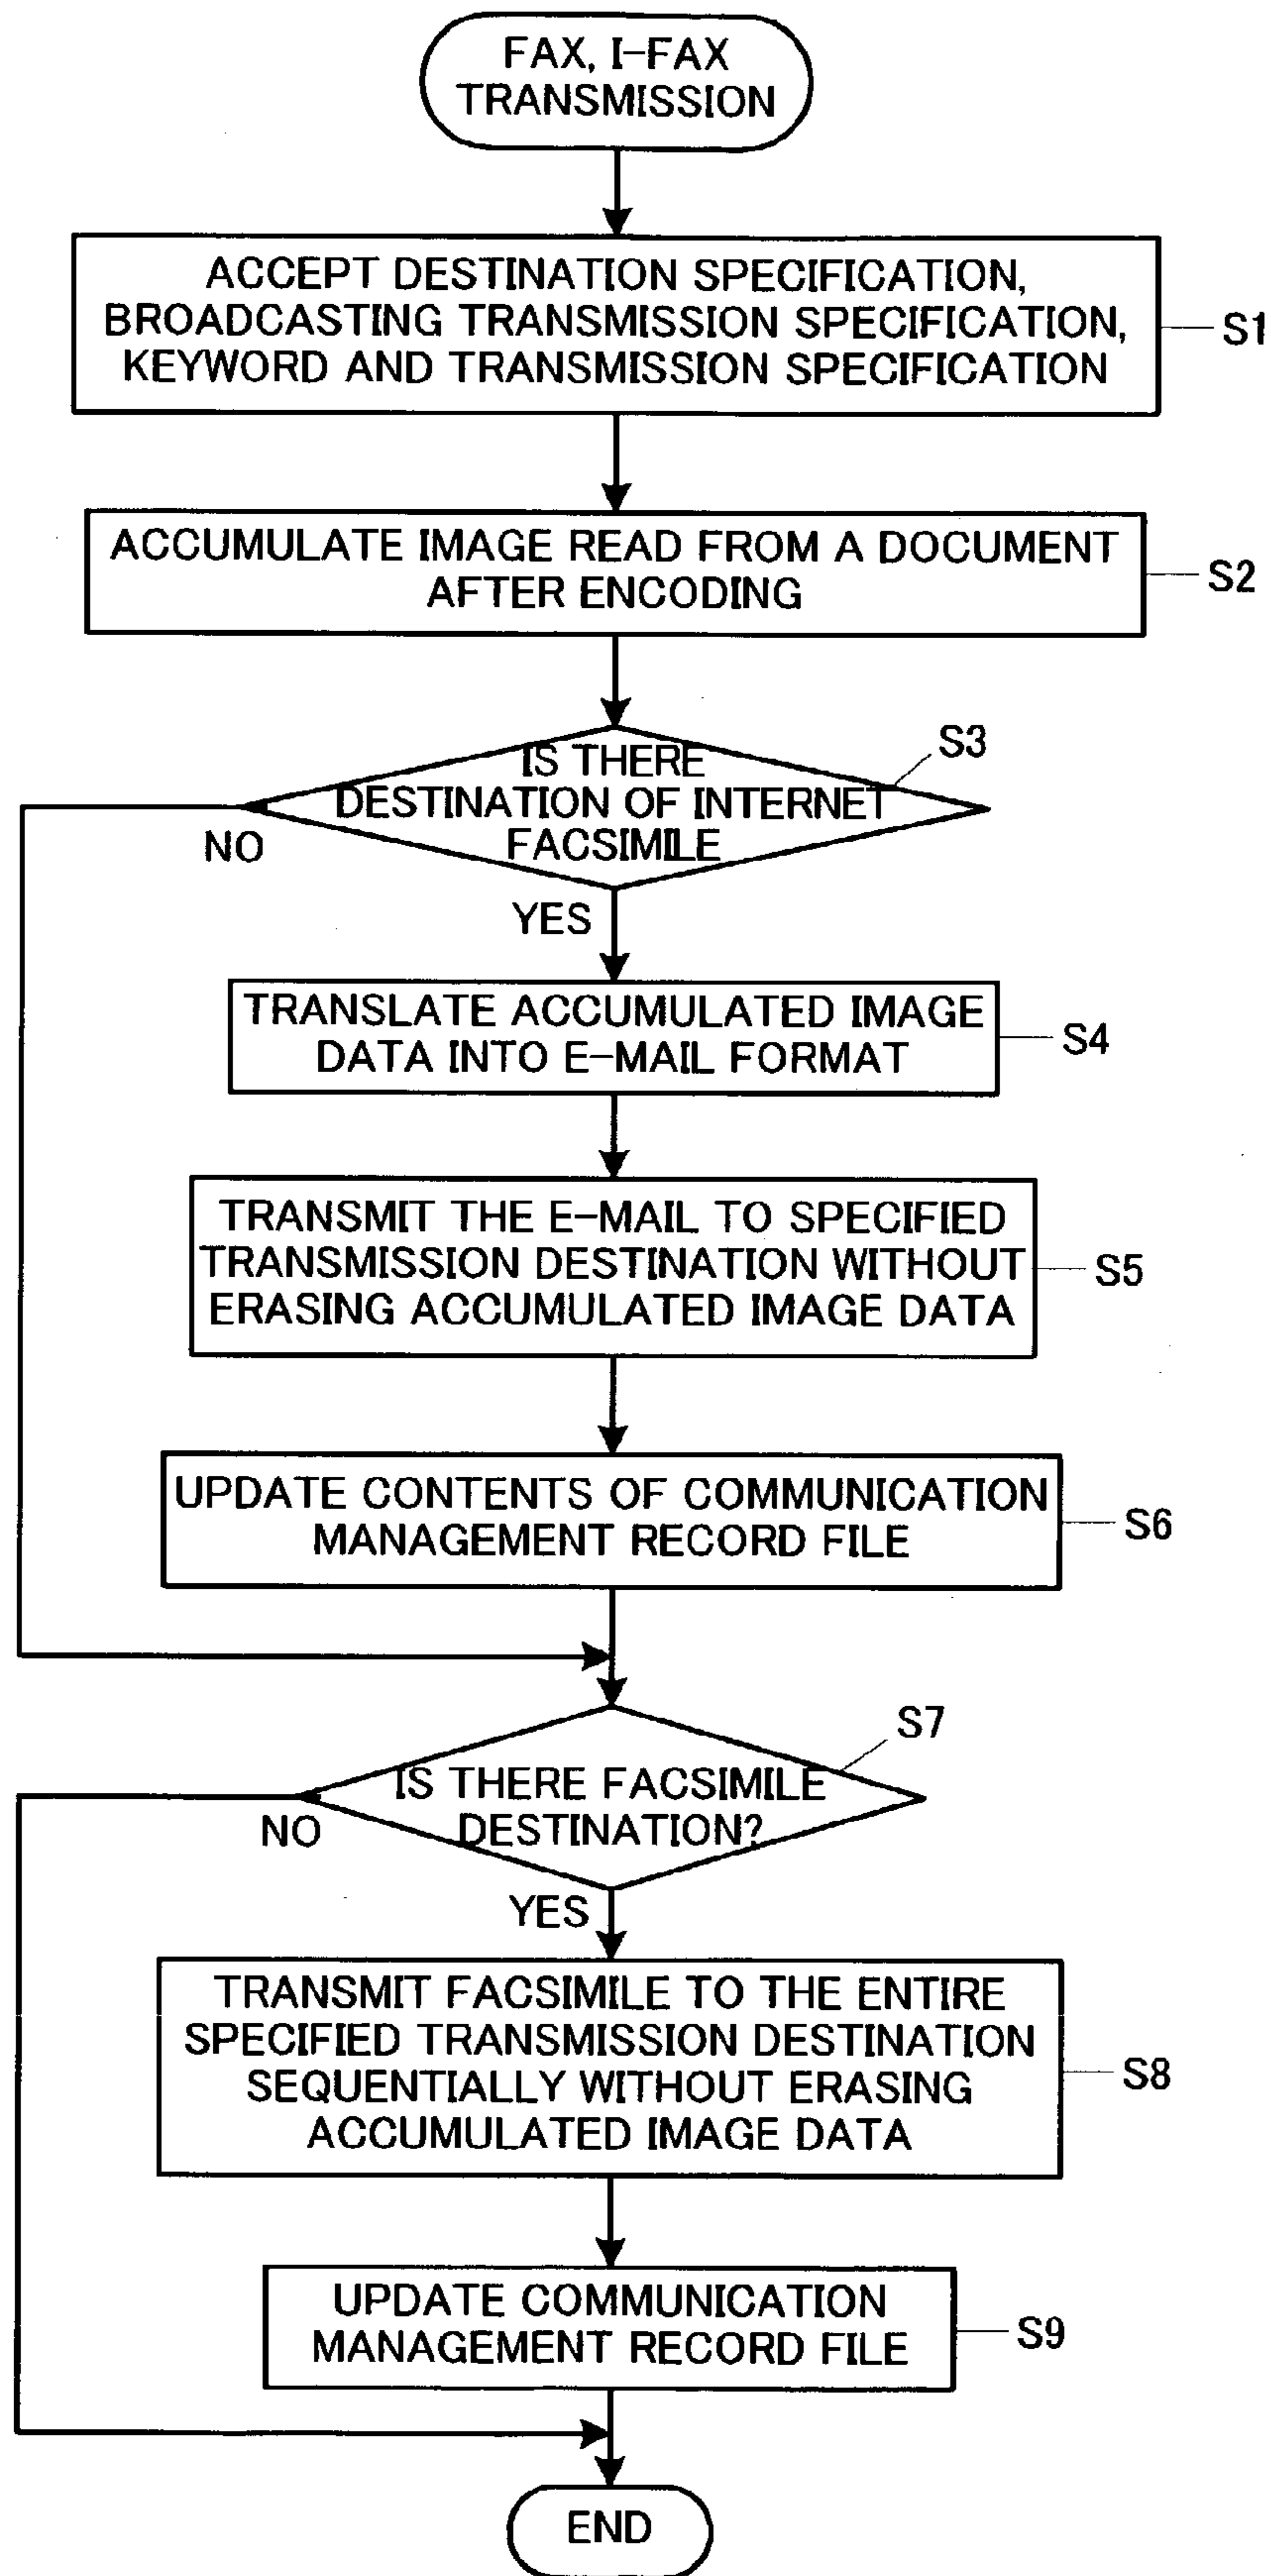 FAX, I-FAX
TRANSMISSION
ACCEPT DESTINATION SPECIFICATION,
BROADCASTING TRANSMISSION SPECIFICATION,
KEYWORD AND TRANSMISSION SPECIFICATION
S1
ACCUMULATE IMAGE READ FROM A DOCUMENT
AFTER ENCODING
S2
IS THERE
DESTINATION OF INTERNET
FACSIMILE
S3
NO
YES
TRANSLATE ACCUMULATED IMAGE
DATA INTO E-MAIL FORMAT
S4
TRANSMIT THE E-MAIL TO SPECIFIED
TRANSMISSION DESTINATION WITHOUT
ERASING ACCUMULATED IMAGE DATA
S5
UPDATE CONTENTS OF COMMUNICATION
MANAGEMENT RECORD FILE
S6
IS THERE FACSIMILE
DESTINATION?
S7
NO
YES
TRANSMIT FACSIMILE TO THE ENTIRE
SPECIFIED TRANSMISSION DESTINATION
SEQUENTIALLY WITHOUT ERASING
ACCUMULATED IMAGE DATA
S8
UPDATE COMMUNICATION
MANAGEMENT RECORD FILE
S9
END